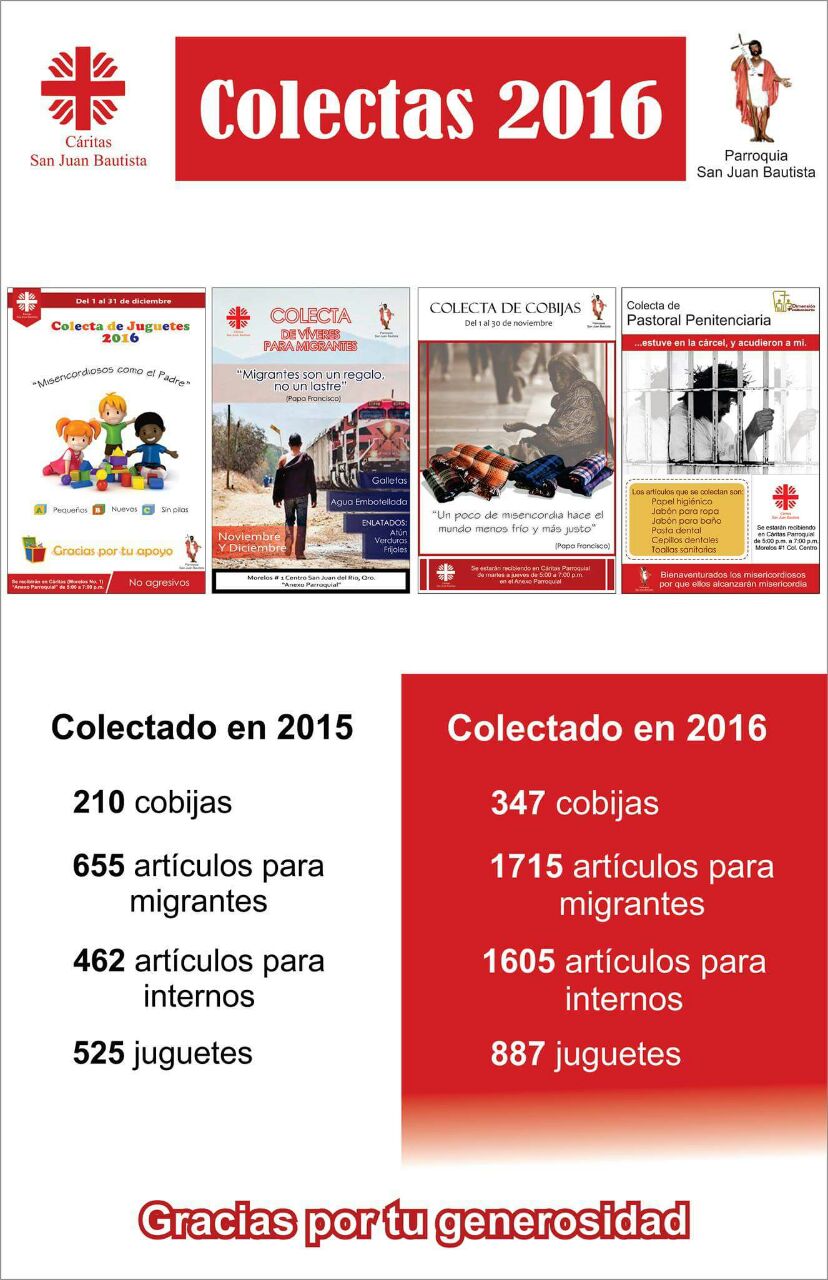 Cáritas
San Juan Bautista
Colectas 2016
Parroquia
San Juan Bautista
Del 1 al 31 de diciembre
Colecta de Juguetes
2016
"Misericordiosos como el Padre"
A Pequeños B Nuevos C Sin pilas
Gracias por tu apoyo
Se recibirán en Cáritas (Morelos No. 1)
"Anexo Parroquial" de 5:00 a 7:00 p.m.
No agresivos
COLECTA
DE VÍVERES
PARA MIGRANTES
Parroquia
San Juan Bautista
"Migrantes son un regalo,
no un lastre"
(Papa Francisco)
Galletas
Agua Embotellada
ENLATADOS:
Atún
Verduras
Frijoles
Noviembre
Y Diciembre
Morelos # 1 Centro San Juan del Río, Qro.
"Anexo Parroquial"
COLECTA DE COBIJAS
Del 1 al 30 de noviembre
"Un poco de misericordia hace el
mundo menos frío y más justo"
(Papa Francisco)
Se estarán recibiendo en Cáritas Parroquial
de martes a jueves de 5:00 a 7:00 p.m.
en el Anexo Parroquial
Colecta de
Pastoral Penitenciaria
Dimensión
...estuve en la cárcel, y acudieron a mi.
Los artículos que se colectan son:
Papel higiénico
Jabón para ropa
Jabón para baño
Pasta dental
Cepillos dentales
Toallas sanitarias
Cáritas
San Juan Bautista
Se estarán recibiendo
en Cáritas Parroquial
de 5:00 p.m. a 7:00 p.m.
Morelos #1 Col. Centro
Bienaventurados los misericordiosos
por que ellos alcanzarán misericordia
Colectado en 2015
210 cobijas
655 artículos para
migrantes
462 artículos para
internos
525 juguetes
Colectado en 2016
347 cobijas
1715 artículos para
migrantes
1605 artículos para
internos
887 juguetes
Gracias por tu generosidad